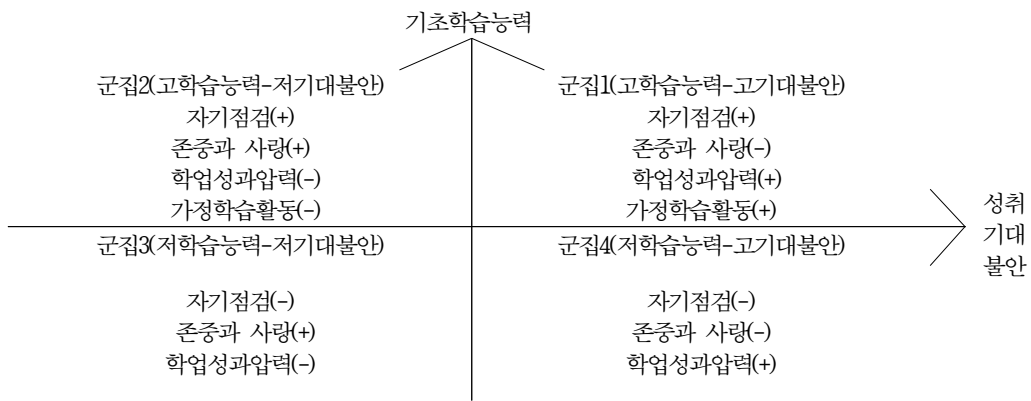 기초학습능력
군집2(고학습능력-저기대불안)
자기점검(+)
존중과 사랑(+)
학업성과압력(-)
가정학습활동(-)
군집1(고학습능력-고기대불안)
자기점검(+)
존중과 사랑(-)
학업성과압력(+)
가정학습활동(+)
성취
기대
불안
군집3(저학습능력-저기대불안)
자기점검(-)
존중과 사랑(+)
학업성과압력(-)
군집4(저학습능력-고기대불안)
자기점검(-)
존중과 사랑(-)
학업성과압력(+)